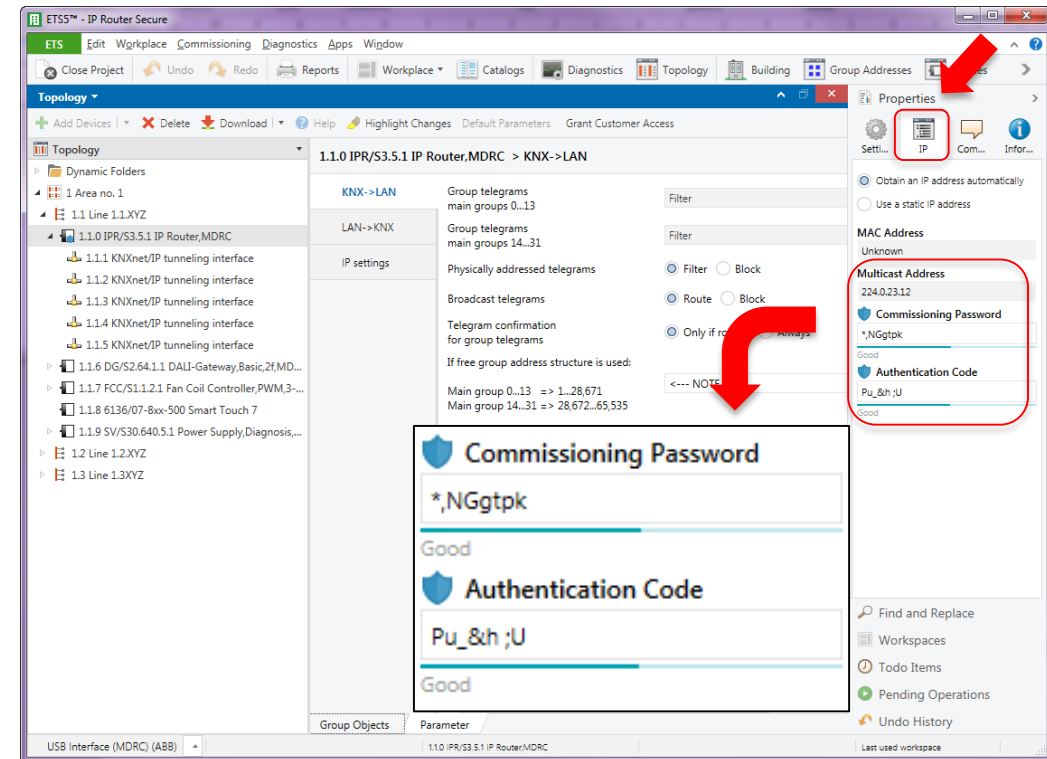 ETS5™ - IP Router Secure
ETS Edit Workplace Commissioning Diagnostics Apps Window
Close Project Undo Redo Reports Workplace Catalogs Diagnostics Topology Building Group Addresses
Topology
Add Devices Delete Download Help Highlight Changes Default Parameters Grant Customer Access
Topology
Dynamic Folders
1 Area no. 1
1.1 Line 1.1.XYZ
1.1.0 IPR/S3.5.1 IP Router,MDRC
1.1.1 KNXnet/IP tunneling interface
1.1.2 KNXnet/IP tunneling interface
1.1.3 KNXnet/IP tunneling interface
1.1.4 KNXnet/IP tunneling interface
1.1.5 KNXnet/IP tunneling interface
1.1.6 DG/S2.64.1.1 DALI-Gateway,Basic,2f,MD...
1.1.7 FCC/S1.1.2.1 Fan Coil Controller,PWM,3-...
1.1.8 6136/07-8xx-500 Smart Touch 7
1.1.9 SV/S30.640.5.1 Power Supply,Diagnosis,...
1.2 Line 1.2.XYZ
1.3 Line 1.3XYZ
1.1.0 IPR/S3.5.1 IP Router,MDRC > KNX->LAN
KNX->LAN
LAN->KNX
IP settings
Group telegrams
main groups 0...13
Filter
Group telegrams
main groups 14...31
Filter
Physically addressed telegrams
Filter Block
Broadcast telegrams
Route Block
Telegram confirmation
for group telegrams
Only if Always
If free group address structure is used:
Main group 0...13 => 1...28,671
Main group 14...31 => 28,672...65,535
<--- NOTE
Commissioning Password
*,NGgtpk
Good
Authentication Code
Pu_&h ;U
Good
Group Objects Parameter
Properties
Setti... IP Com... Infor...
Obtain an IP address automatically
Use a static IP address
MAC Address
Unknown
Multicast Address
224.0.23.12
Commissioning Password
*,NGgtpk
Good
Authentication Code
Pu_&h ;U
Good
Find and Replace
Workspaces
Todo Items
Pending Operations
Undo History
USB Interface (MDRC) (ABB)
1.1.0 IPR/S3.5.1 IP Router,MDRC
Last used workspace